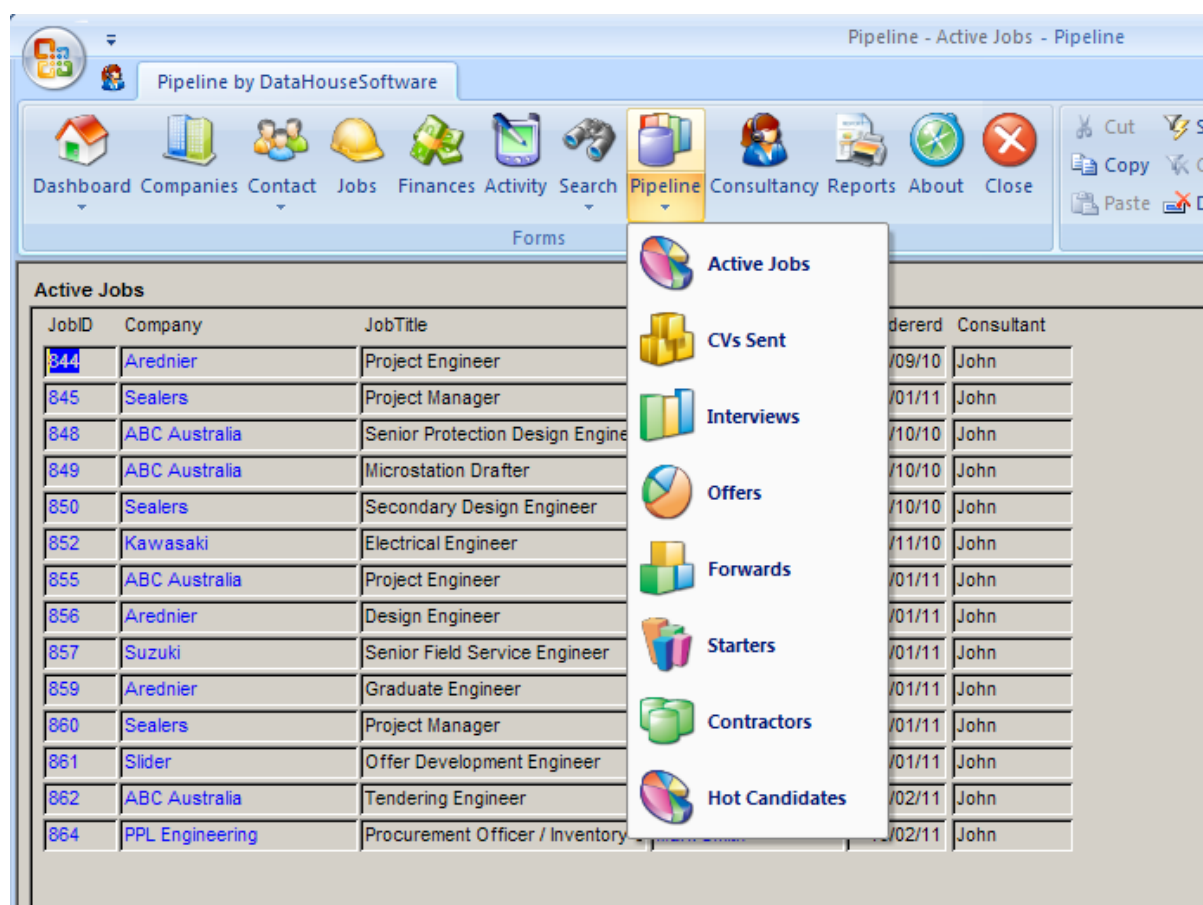 Pipeline - Active Jobs - Pipeline
Pipeline by DataHouseSoftware
Dashboard Companies Contact Jobs Finances Activity Search Pipeline Consultancy Reports About Close
Cut
Copy
Paste
Forms
Active Jobs
CVs Sent
Interviews
Offers
Forwards
Starters
Contractors
Hot Candidates
Active Jobs
JobID Company JobTitle dererd Consultant
844 Arednier Project Engineer /09/10 John
845 Sealers Project Manager /01/11 John
848 ABC Australia Senior Protection Design Engine /10/10 John
849 ABC Australia Microstation Drafter /10/10 John
850 Sealers Secondary Design Engineer /10/10 John
852 Kawasaki Electrical Engineer /11/10 John
855 ABC Australia Project Engineer /01/11 John
856 Arednier Design Engineer /01/11 John
857 Suzuki Senior Field Service Engineer /01/11 John
859 Arednier Graduate Engineer /01/11 John
860 Sealers Project Manager /01/11 John
861 Slider Offer Development Engineer /01/11 John
862 ABC Australia Tendering Engineer /02/11 John
864 PPL Engineering Procurement Officer / Inventory /02/11 John